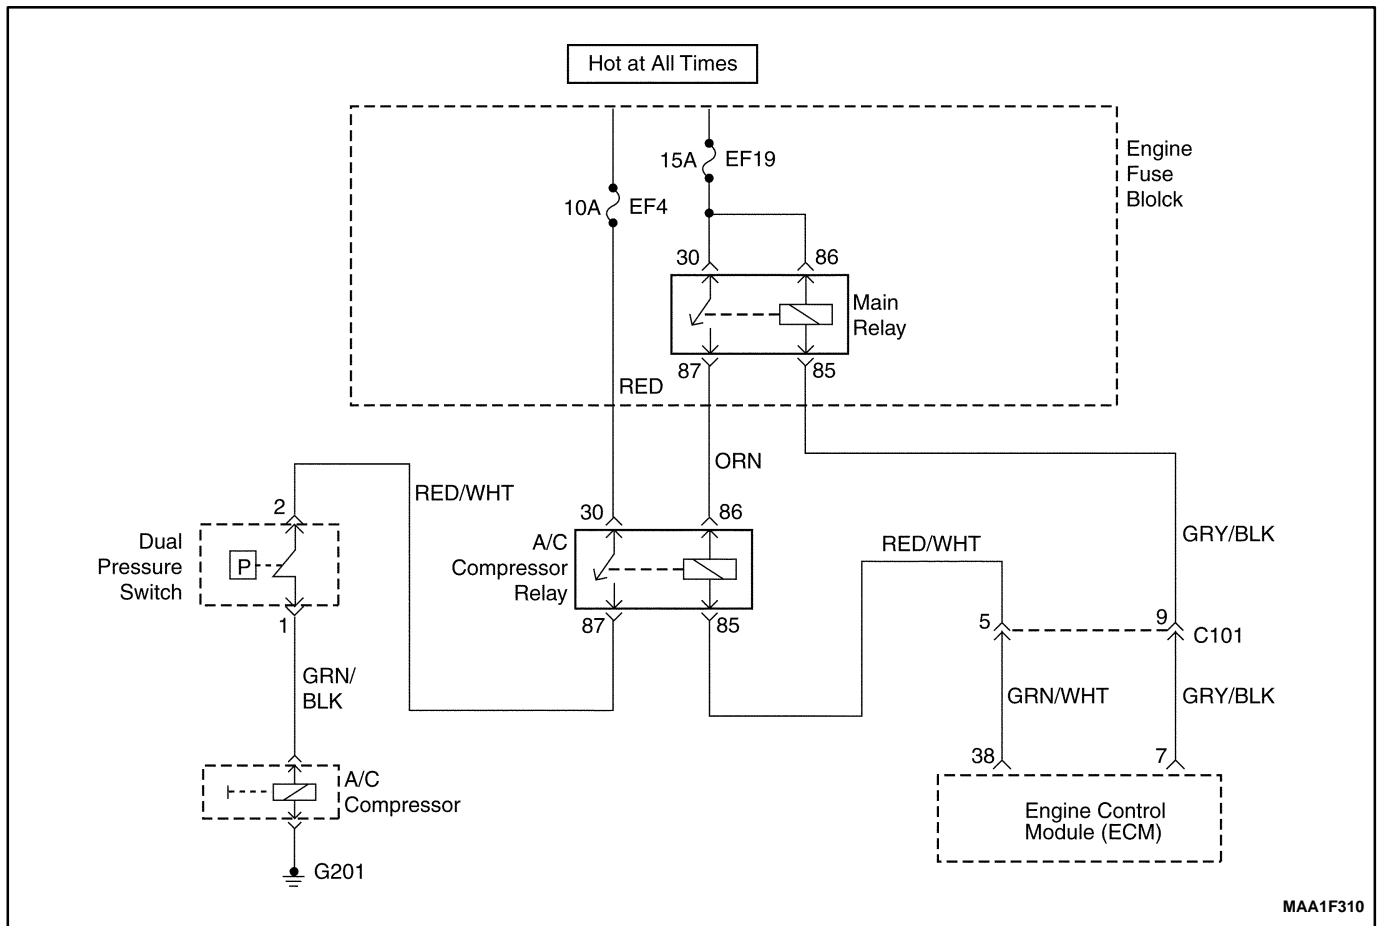 Hot at All Times
15A EF19
Engine
Fuse
Blolck
10A EF4
30 86
Main
Relay
87 85
RED
ORN
RED/WHT
2
30 86
Dual
Pressure
Switch
P
A/C
Compressor
Relay
RED/WHT
GRY/BLK
1
87 85
5 9
C101
GRN/
BLK
GRN/WHT
GRY/BLK
38 7
A/C
Compressor
Engine Control
Module (ECM)
G201
MAA1F310